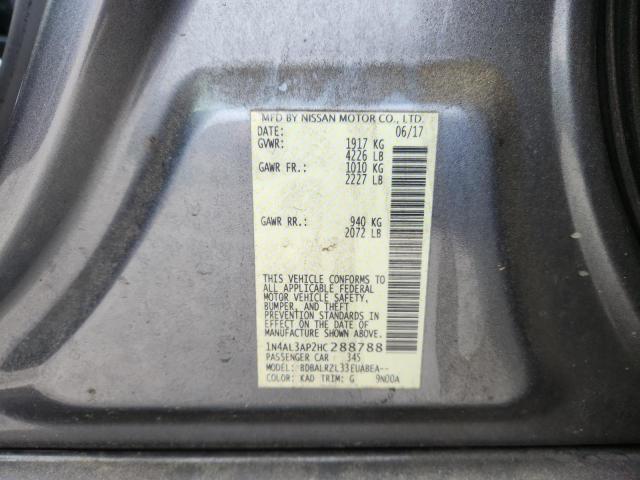 MFD BY NISSAN MOTOR CO., LTD.
DATE: 06/17
GVWR: 1917 KG
4226 LB
GAWR FR.: 1010 KG
2227 LB
GAWR RR.: 940 KG
2072 LB
THIS VEHICLE CONFORMS TO
ALL APPLICABLE FEDERAL
MOTOR VEHICLE SAFETY,
BUMPER, AND THEFT
PREVENTION STANDARDS
IN EFFECT ON THE DATE OF
MANUFACTURE SHOWN ABOVE.
1N4AL3AP2HC288788
PASSENGER CAR 345
MODEL: BDBALRZL33EUABEA--
COLOR: KAD TRIM: G 9N00A